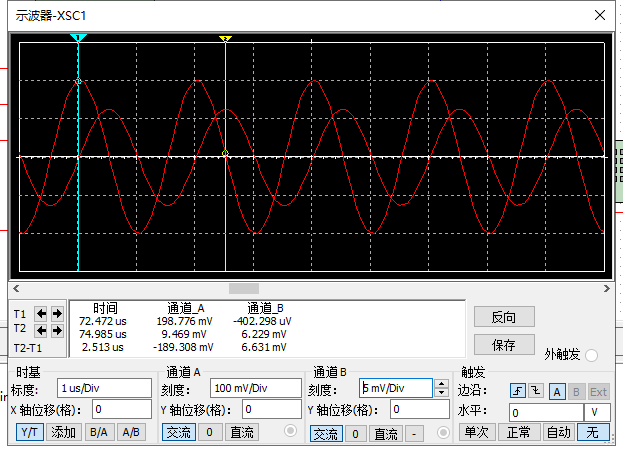 示波器-XSC1
1
2
时间 通道_A 通道_B
T1 72.472 us 198.776 mV -402.298 uV
T2 74.985 us 9.469 mV 6.229 mV
T2-T1 2.513 us -189.308 mV 6.631 mV
反向
保存
外触发
时基 通道A 通道B 触发
标度: 1 us/Div 刻度: 100 mV/Div 刻度: 5 mV/Div 边沿: A B Ext
X 轴位移(格): 0 Y 轴位移(格): 0 Y 轴位移(格): 0 水平: 0 V
Y/T 添加 B/A A/B 交流 0 直流 交流 0 直流 - 单次 正常 自动 无